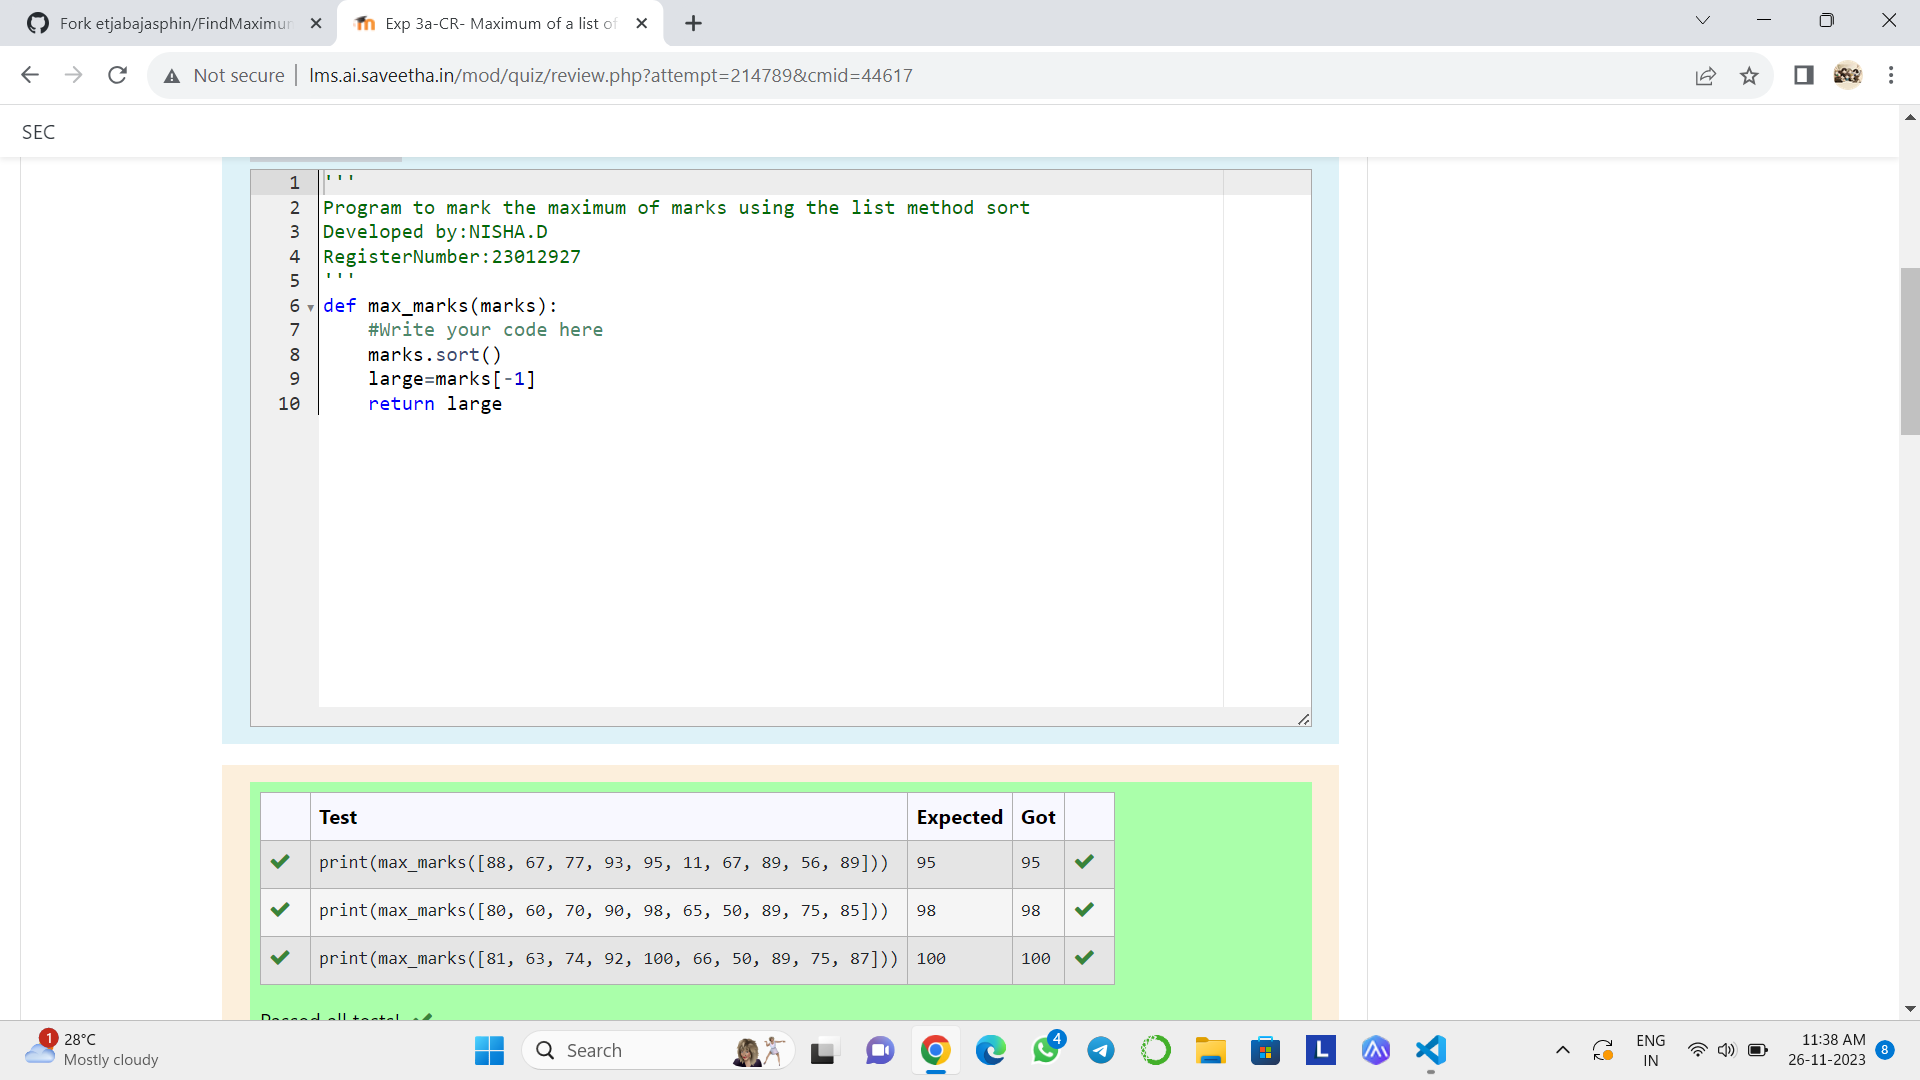 Fork etjabajasphin/FindMaximun
Exp 3a-CR- Maximum of a list of
Not secure
lms.ai.saveetha.in/mod/quiz/review.php?attempt=214789&cmid=44617
SEC
1 '''
2 Program to mark the maximum of marks using the list method sort
3 Developed by:NISHA.D
4 RegisterNumber:23012927
5 '''
6 def max_marks(marks):
7 #Write your code here
8 marks.sort()
9 large=marks[-1]
10 return large
Test Expected Got
print(max_marks([88, 67, 77, 93, 95, 11, 67, 89, 56, 89])) 95 95
print(max_marks([80, 60, 70, 90, 98, 65, 50, 89, 75, 85])) 98 98
print(max_marks([81, 63, 74, 92, 100, 66, 50, 89, 75, 87])) 100 100
Passed all tests!
1
28°C
Mostly cloudy
Search
4
L
ENG
IN
11:38 AM
26-11-2023
8